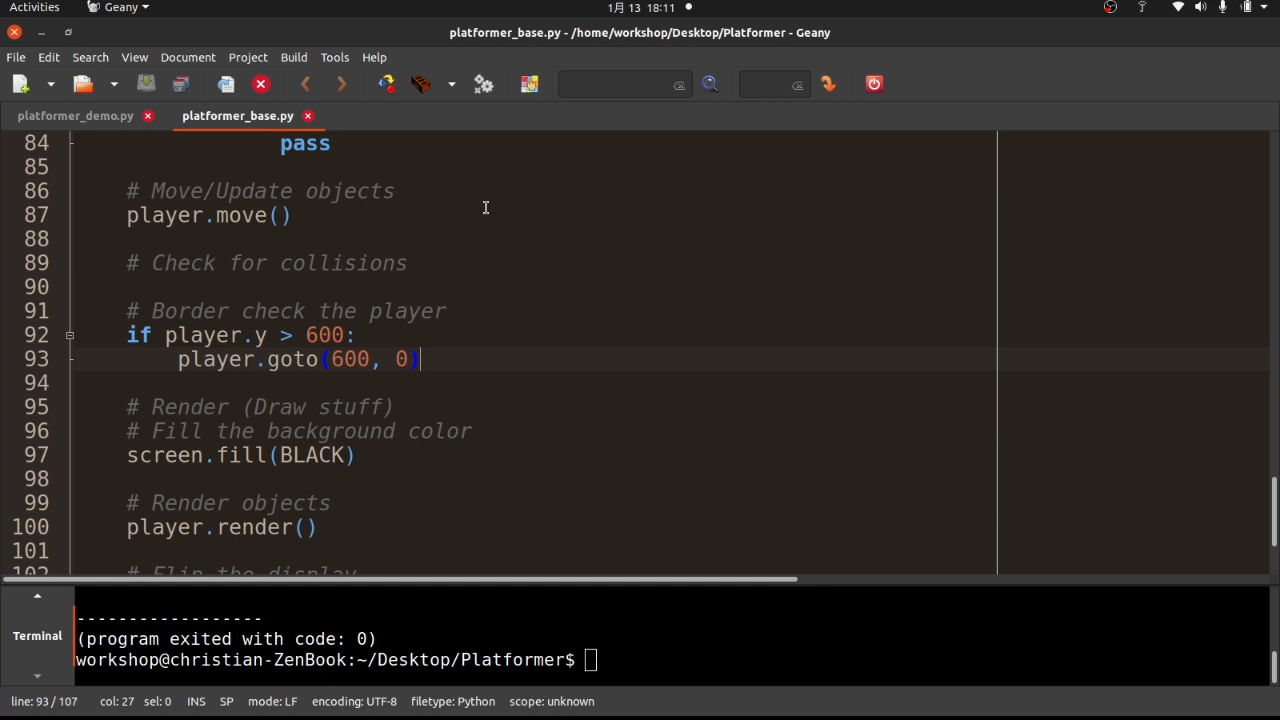 Activities Geany 1月 13 18:11
platformer_base.py - /home/workshop/Desktop/Platformer - Geany
File Edit Search View Document Project Build Tools Help
platformer_demo.py platformer_base.py
84 pass
85
86 # Move/Update objects
87 player.move()
88
89 # Check for collisions
90
91 # Border check the player
92 if player.y > 600:
93 player.goto(600, 0)
94
95 # Render (Draw stuff)
96 # Fill the background color
97 screen.fill(BLACK)
98
99 # Render objects
100 player.render()
101
102 # Flip the display
------------------
(program exited with code: 0)
Terminal
workshop@christian-ZenBook:~/Desktop/Platformer$
line: 93 / 107 col: 27 sel: 0 INS SP mode: LF encoding: UTF-8 filetype: Python scope: unknown